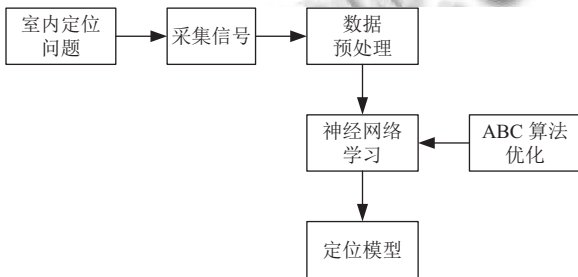 室内定位
问题
采集信号
数据
预处理
神经网络
学习
ABC 算法
优化
定位模型